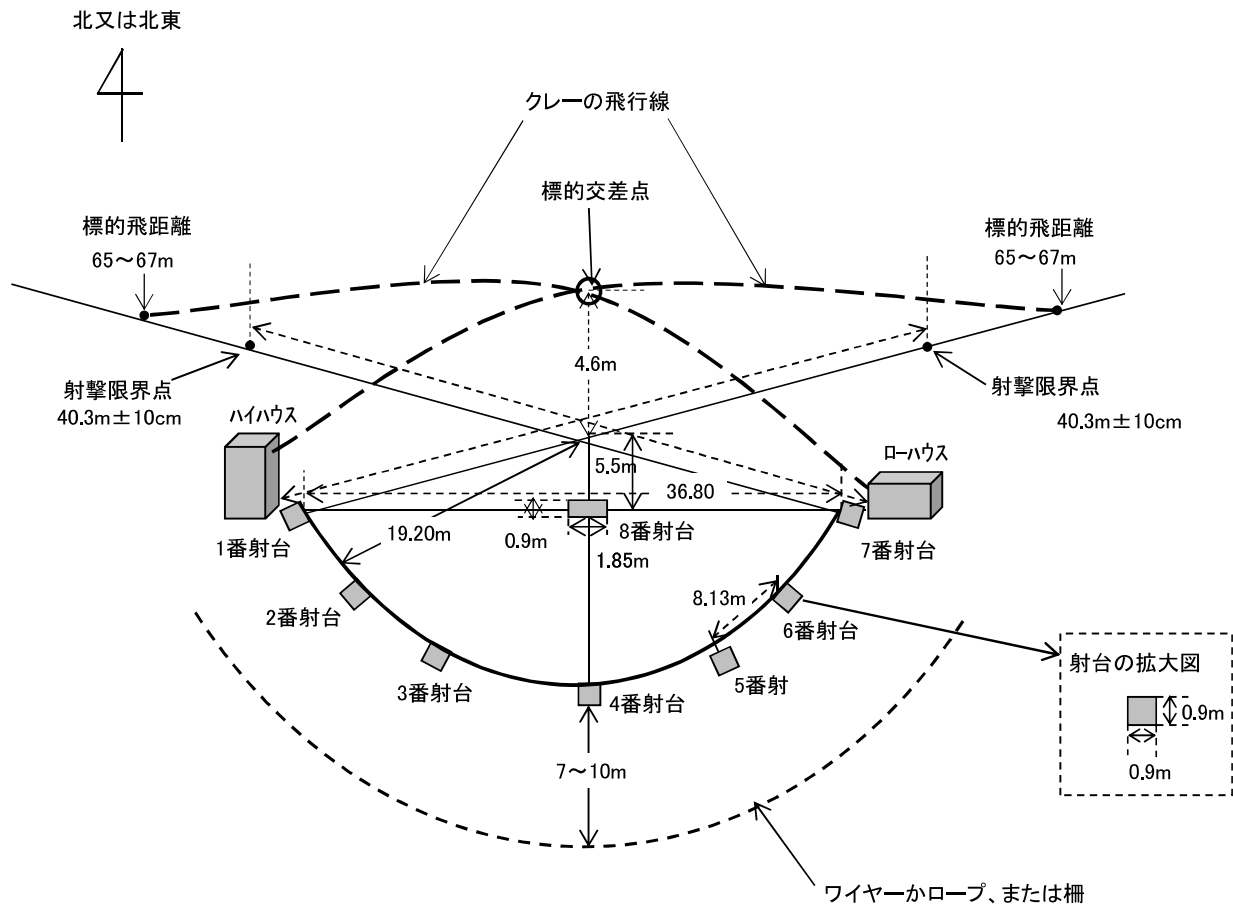 北又は北東
クレーの飛行線
標的交差点
標的飛距離
65～67m
標的飛距離
65～67m
4.6m
射撃限界点
40.3m±10cm
射撃限界点
40.3m±10cm
ハイハウス
ローハウス
5.5m
36.80
19.20m
0.9m
8番射台
1.85m
1番射台
7番射台
2番射台
8.13m
6番射台
3番射台
5番射
4番射台
射台の拡大図
0.9m
0.9m
7～10m
ワイヤーかロープ、または柵